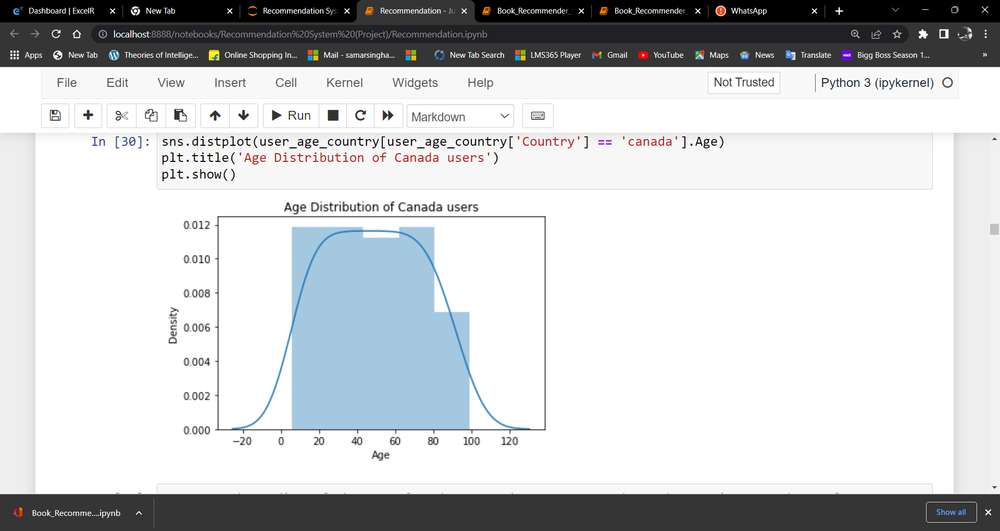 Dashboard | ExcelR
New Tab
Recommendation Sys
Recommendation - Ju
Book_Recommender_
Book_Recommender_
WhatsApp
localhost:8888/notebooks/Recommendation%20System%20(Project)/Recommendation.ipynb
Apps
New Tab
Theories of Intellige...
Online Shopping In...
Mail - samarsingha...
New Tab Search
LMS365 Player
Gmail
YouTube
Maps
News
Translate
voot
Bigg Boss Season 1...
»
File Edit View Insert Cell Kernel Widgets Help
Not Trusted
Python 3 (ipykernel)
Run
Markdown
In [30]: sns.distplot(user_age_country[user_age_country['Country'] == 'canada'].Age)
plt.title('Age Distribution of Canada users')
plt.show()
Age Distribution of Canada users
0.012
0.010
0.008
0.006
0.004
0.002
0.000
Density
−20 0 20 40 60 80 100 120
Age
Book_Recomme....ipynb
Show all